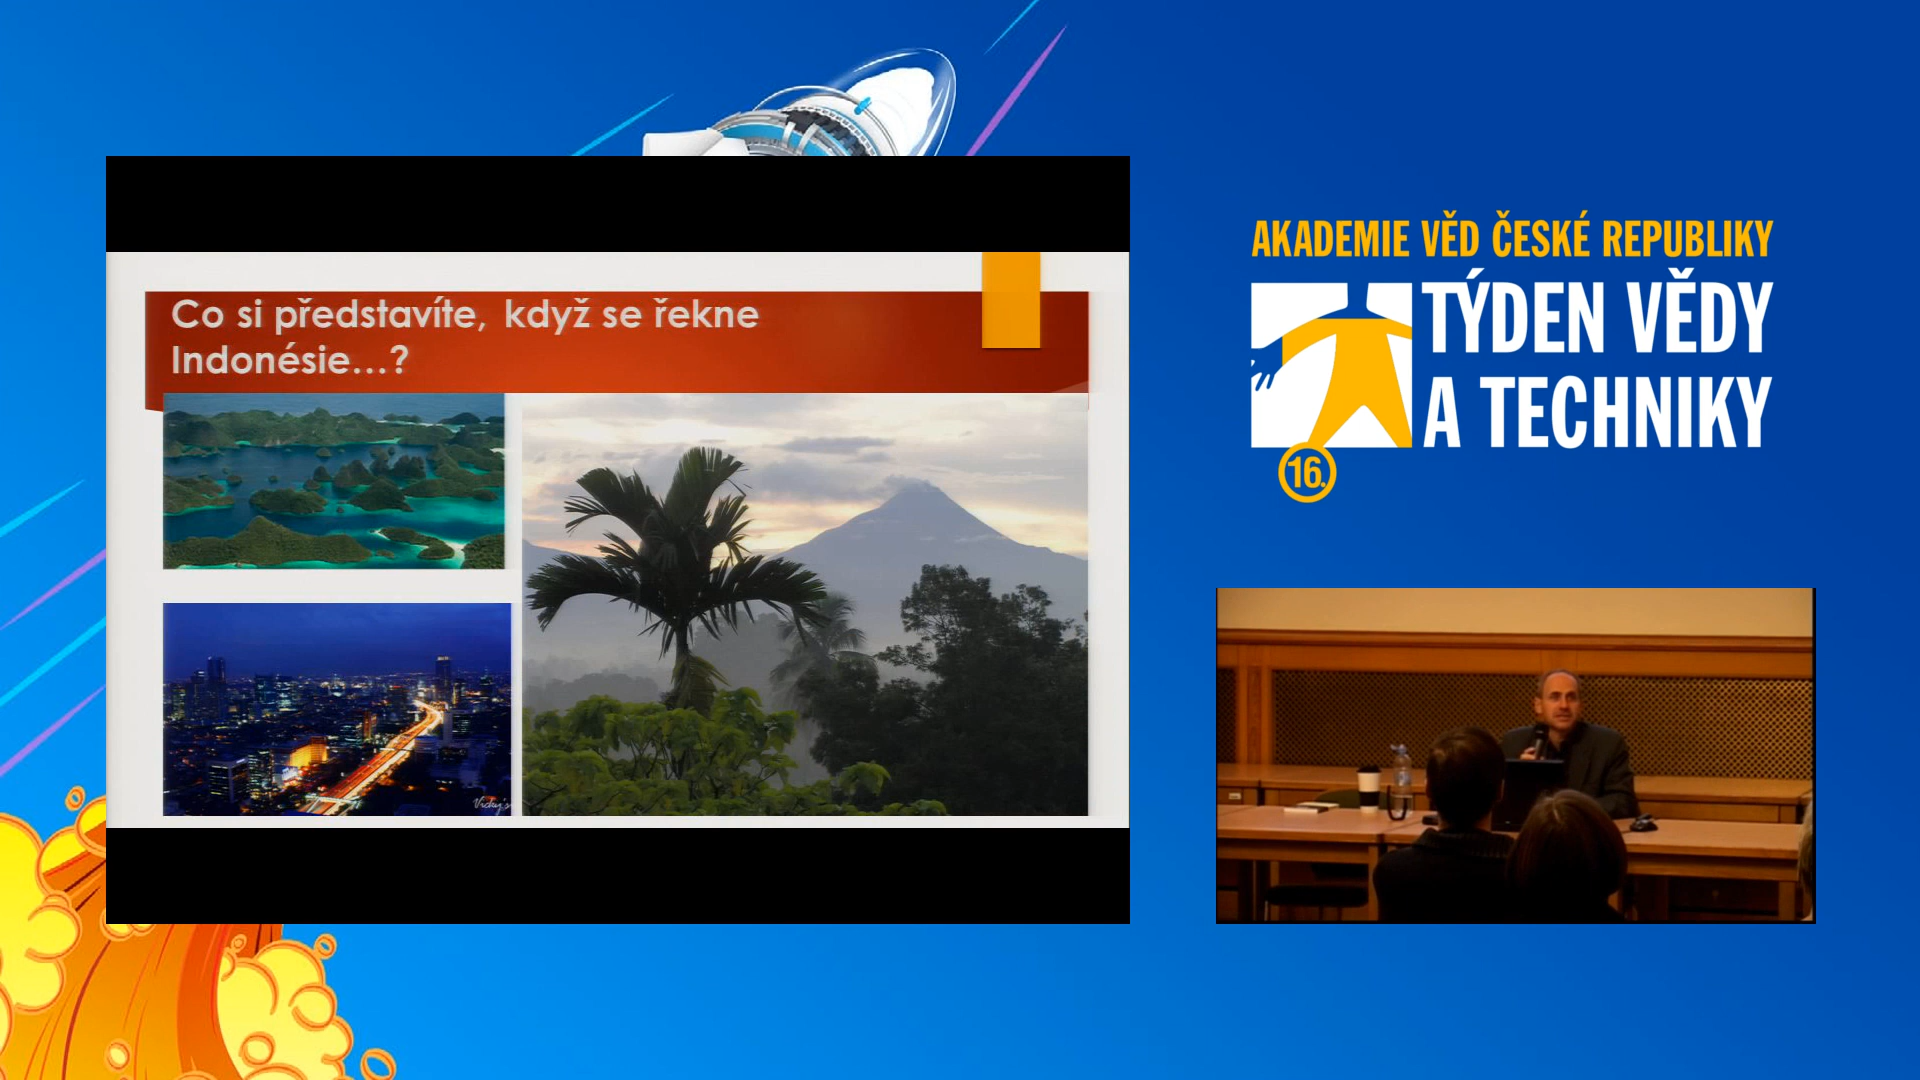 Co si představíte, když se řekne
Indonésie...?
AKADEMIE VĚD ČESKÉ REPUBLIKY
TÝDEN VĚDY
A TECHNIKY
16.